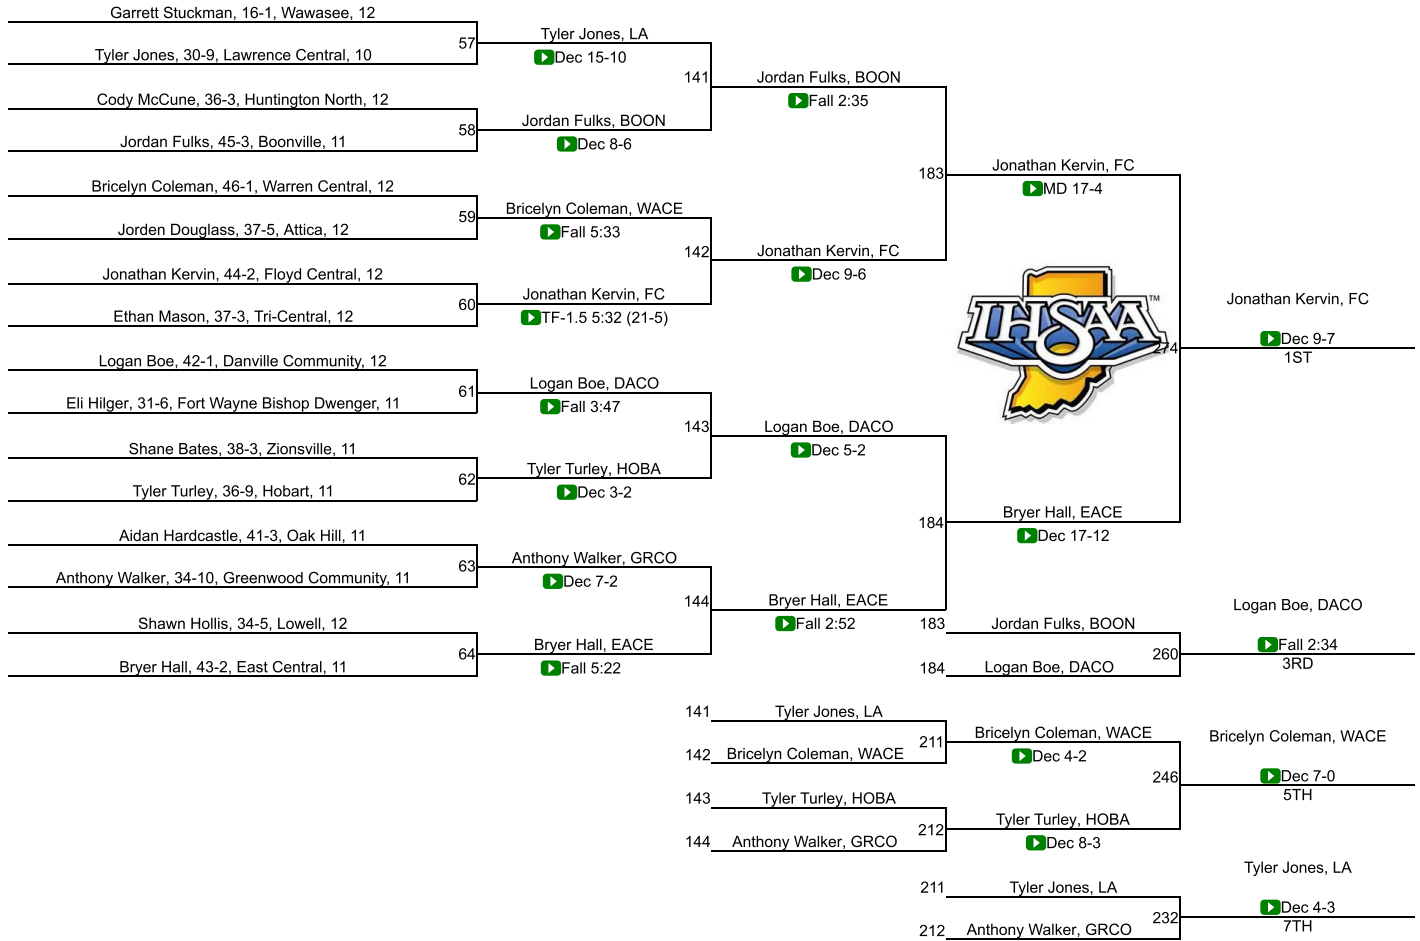 Garrett Stuckman, 16-1, Wawasee, 12
57
Tyler Jones, 30-9, Lawrence Central, 10
Tyler Jones, LA
Dec 15-10
141
Cody McCune, 36-3, Huntington North, 12
58
Jordan Fulks, 45-3, Boonville, 11
Jordan Fulks, BOON
Dec 8-6
Jordan Fulks, BOON
Fall 2:35
183
Bricelyn Coleman, 46-1, Warren Central, 12
59
Jorden Douglass, 37-5, Attica, 12
Bricelyn Coleman, WACE
Fall 5:33
142
Jonathan Kervin, 44-2, Floyd Central, 12
60
Ethan Mason, 37-3, Tri-Central, 12
Jonathan Kervin, FC
TF-1.5 5:32 (21-5)
Jonathan Kervin, FC
Dec 9-6
Jonathan Kervin, FC
MD 17-4
IHSAA
TM
274
Jonathan Kervin, FC
Dec 9-7
1ST
Logan Boe, 42-1, Danville Community, 12
61
Eli Hilger, 31-6, Fort Wayne Bishop Dwenger, 11
Logan Boe, DACO
Fall 3:47
143
Shane Bates, 38-3, Zionsville, 11
62
Tyler Turley, 36-9, Hobart, 11
Tyler Turley, HOBA
Dec 3-2
Logan Boe, DACO
Dec 5-2
184
Aidan Hardcastle, 41-3, Oak Hill, 11
63
Anthony Walker, 34-10, Greenwood Community, 11
Anthony Walker, GRCO
Dec 7-2
144
Shawn Hollis, 34-5, Lowell, 12
64
Bryer Hall, 43-2, East Central, 11
Bryer Hall, EACE
Fall 5:22
Bryer Hall, EACE
Fall 2:52
Bryer Hall, EACE
Dec 17-12
183
Jordan Fulks, BOON
184
Logan Boe, DACO
260
Logan Boe, DACO
Fall 2:34
3RD
141
Tyler Jones, LA
142
Bricelyn Coleman, WACE
211
Bricelyn Coleman, WACE
Dec 4-2
143
Tyler Turley, HOBA
144
Anthony Walker, GRCO
212
Tyler Turley, HOBA
Dec 8-3
246
Bricelyn Coleman, WACE
Dec 7-0
5TH
211
Tyler Jones, LA
212
Anthony Walker, GRCO
232
Tyler Jones, LA
Dec 4-3
7TH